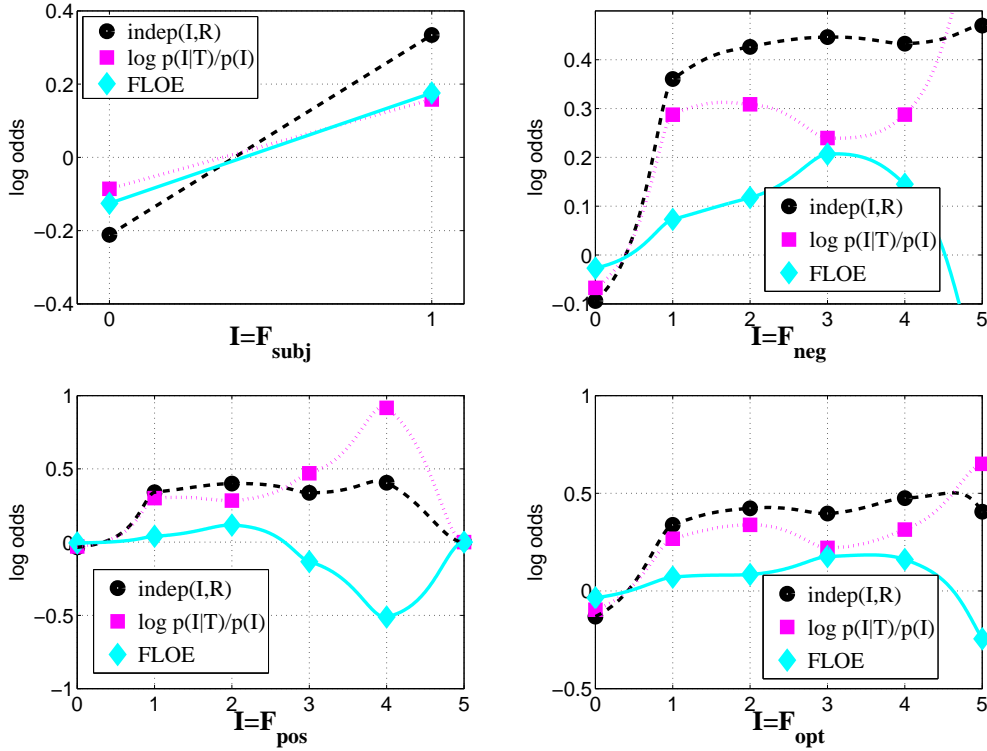 0.4
0.2
0
−0.2
−0.4
log odds
indep(I,R)
log p(I|T)/p(I)
FLOE
0 1
I=F_subj
0.4
0.3
0.2
0.1
0
−0.1
log odds
indep(I,R)
log p(I|T)/p(I)
FLOE
0 1 2 3 4 5
I=F_neg
1
0.5
0
−0.5
−1
log odds
indep(I,R)
log p(I|T)/p(I)
FLOE
0 1 2 3 4 5
I=F_pos
1
0.5
0
−0.5
log odds
indep(I,R)
log p(I|T)/p(I)
FLOE
0 1 2 3 4 5
I=F_opt